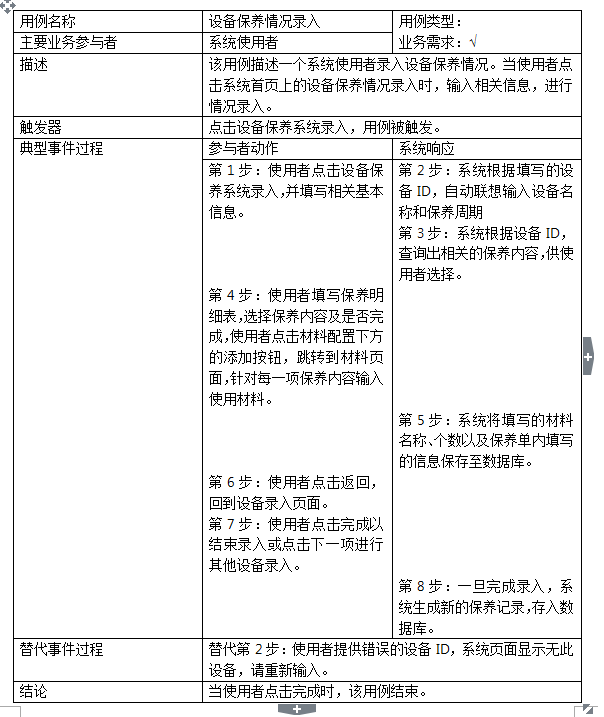 用例名称 设备保养情况录入 用例类型：
主要业务参与者 系统使用者 业务需求：√
描述 该用例描述一个系统使用者录入设备保养情况。当使用者点
击系统首页上的设备保养情况录入时，输入相关信息，进行
情况录入。
触发器 点击设备保养系统录入，用例被触发。
典型事件过程 参与者动作 系统响应
第 1 步：使用者点击设备保
养系统录入，并填写相关基本
信息。
第 2 步：系统根据填写的设
备 ID，自动联想输入设备名
称和保养周期
第 3 步：系统根据设备 ID，
查询出相关的保养内容，供使
用者选择。
第 4 步：使用者填写保养明
细表，选择保养内容及是否完
成，使用者点击材料配置下方
的添加按钮，跳转到材料页
面，针对每一项保养内容输入
使用材料。
第 5 步：系统将填写的材料
名称、个数以及保养单内填写
的信息保存至数据库。
第 6 步：使用者点击返回，
回到设备录入页面。
第 7 步：使用者点击完成以
结束录入或点击下一项进行
其他设备录入。
第 8 步：一旦完成录入，系
统生成新的保养记录，存入数
据库。
替代事件过程 替代第 2 步：使用者提供错误的设备 ID，系统页面显示无此
设备，请重新输入。
结论 当使用者点击完成时，该用例结束。